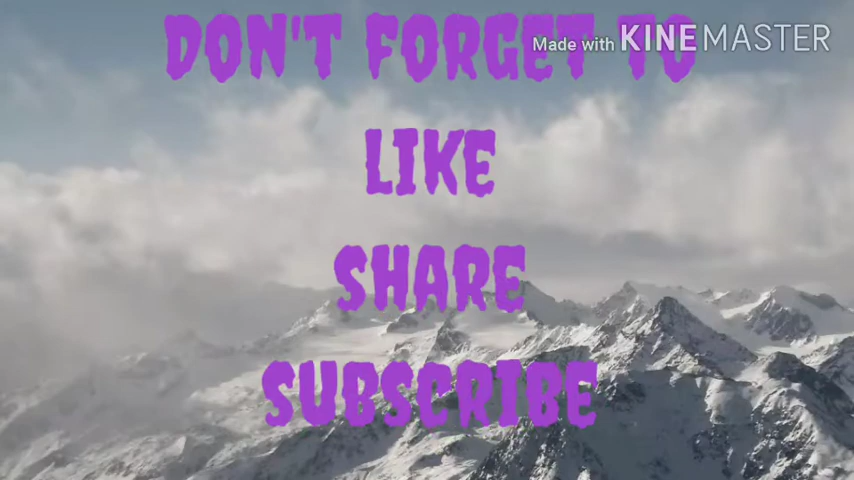 DON'T FORGET TO
Made with KINEMASTER
LIKE
SHARE
SUBSCRIBE